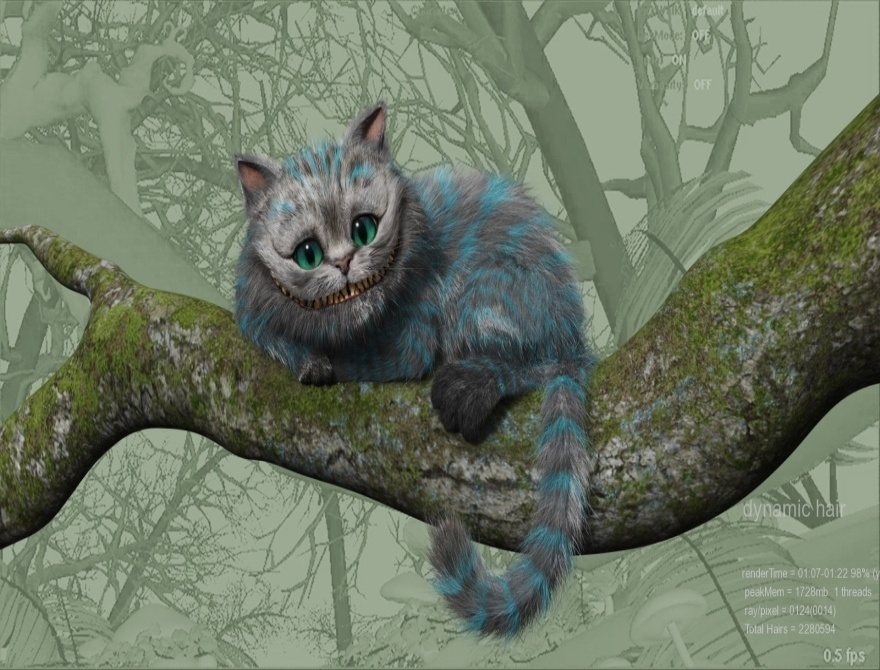 default
OFF
ON
OFF
dynamic hair
renderTime = 01:07-01:22 98% (
peakMem = 1728mb 1 threads
ray/pixel = 0124(0014)
Total Hairs = 2280594
0.5 fps